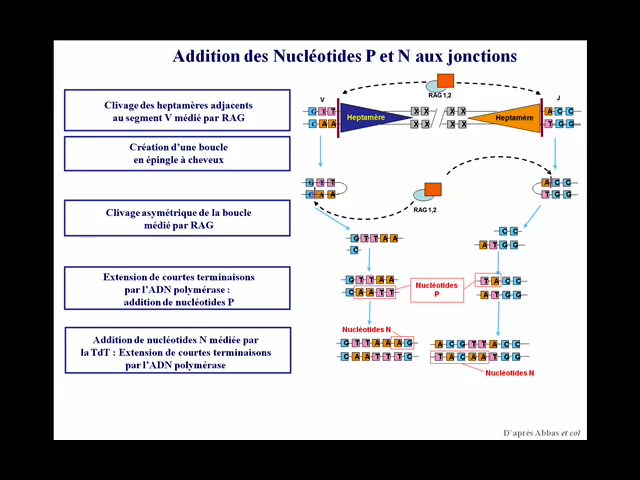 Addition des Nucléotides P et N aux jonctions
Clivage des heptamères adjacents
au segment V médié par RAG
Création d'une boucle
en épingle à cheveux
Clivage asymétrique de la boucle
médié par RAG
Extension de courtes terminaisons
par l'ADN polymérase :
addition de nucléotides P
Addition de nucléotides N médiée par
la TdT : Extension de courtes terminaisons
par l'ADN polymérase
RAG 1,2
V
J
G T T
X X
X X
A C C
Heptamère
Heptamère
C A A
X X
X X
T G G
G T T
A C C
C A A
T G G
RAG 1,2
G T T A A
C
C C
A T G G
G T T A A
C A A T T
Nucléotides
P
T A C C
A T G G
Nucléotides N
G T T A A A G
C A A T T T C
A C G T T A C C
T A C A A T G G
Nucléotides N
D'après Abbas et col